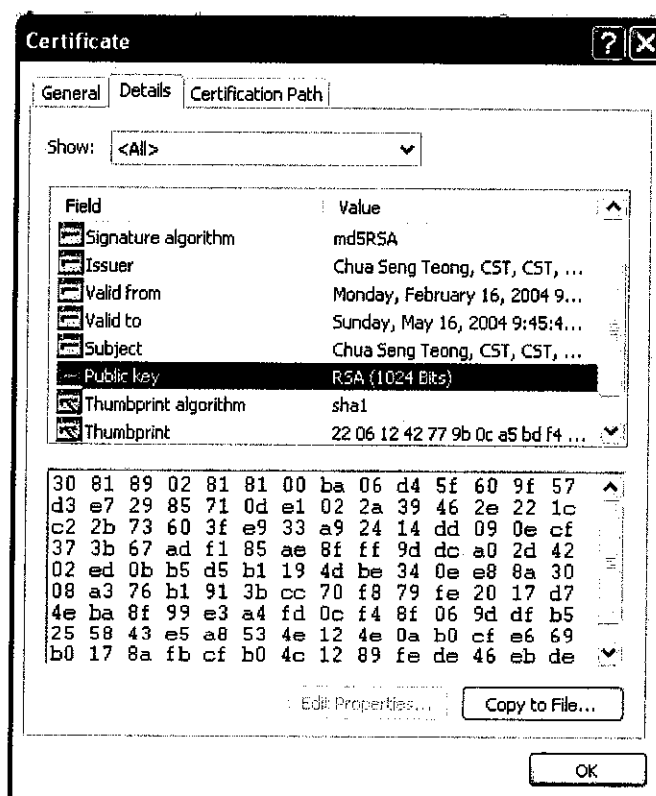 Certificate
General Details Certification Path
Show: <All>
Field Value
Signature algorithm md5RSA
Issuer Chua Seng Teong, CST, CST, ...
Valid from Monday, February 16, 2004 9...
Valid to Sunday, May 16, 2004 9:45:4...
Subject Chua Seng Teong, CST, CST, ...
Public key RSA (1024 Bits)
Thumbprint algorithm sha1
Thumbprint 22 06 12 42 77 9b 0c a5 bd f4 ...
30 81 89 02 81 81 00 ba 06 d4 5f 60 9f 57
d3 e7 29 85 71 0d e1 02 2a 39 46 2e 22 1c
c2 2b 73 60 3f e9 33 a9 24 14 dd 09 0e cf
37 3b 67 ad f1 85 ae 8f ff 9d dc a0 2d 42
02 ed 0b b5 d5 b1 19 4d be 34 0e e8 8a 30
08 a3 76 b1 91 3b cc 70 f8 79 fe 20 17 d7
4e ba 8f 99 e3 a4 fd 0c f4 8f 06 9d df b5
25 58 43 e5 a8 53 4e 12 4e 0a b0 cf e6 69
b0 17 8a fb cf b0 4c 12 89 fe de 46 eb de
Edit Properties... Copy to File...
OK